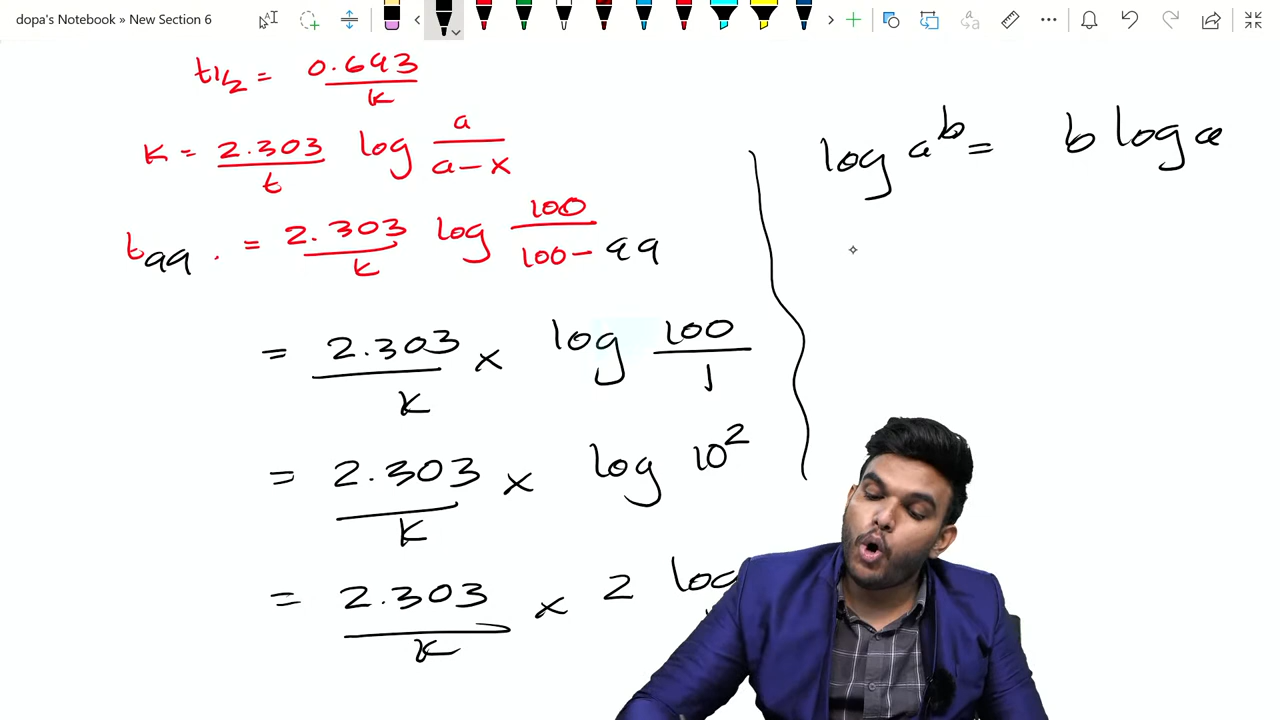 dopa's Notebook » New Section 6
t1/2 = 0.693/K
K = 2.303/t log a/a-x
t99 . = 2.303/K log 100/100-99
= 2.303/K × log 100/1
= 2.303/K × log 10²
= 2.303/K × 2 log
log a^b = b log a